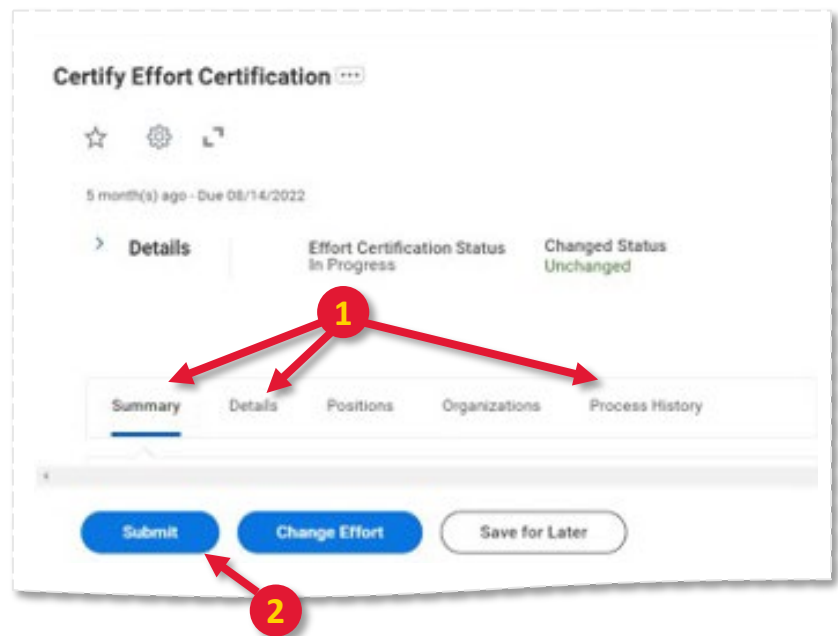 Certify Effort Certification
5 month(s) ago - Due 08/14/2022
Details
Effort Certification Status
In Progress
Changed Status
Unchanged
1
Summary Details Positions Organizations Process History
Submit Change Effort Save for Later
2